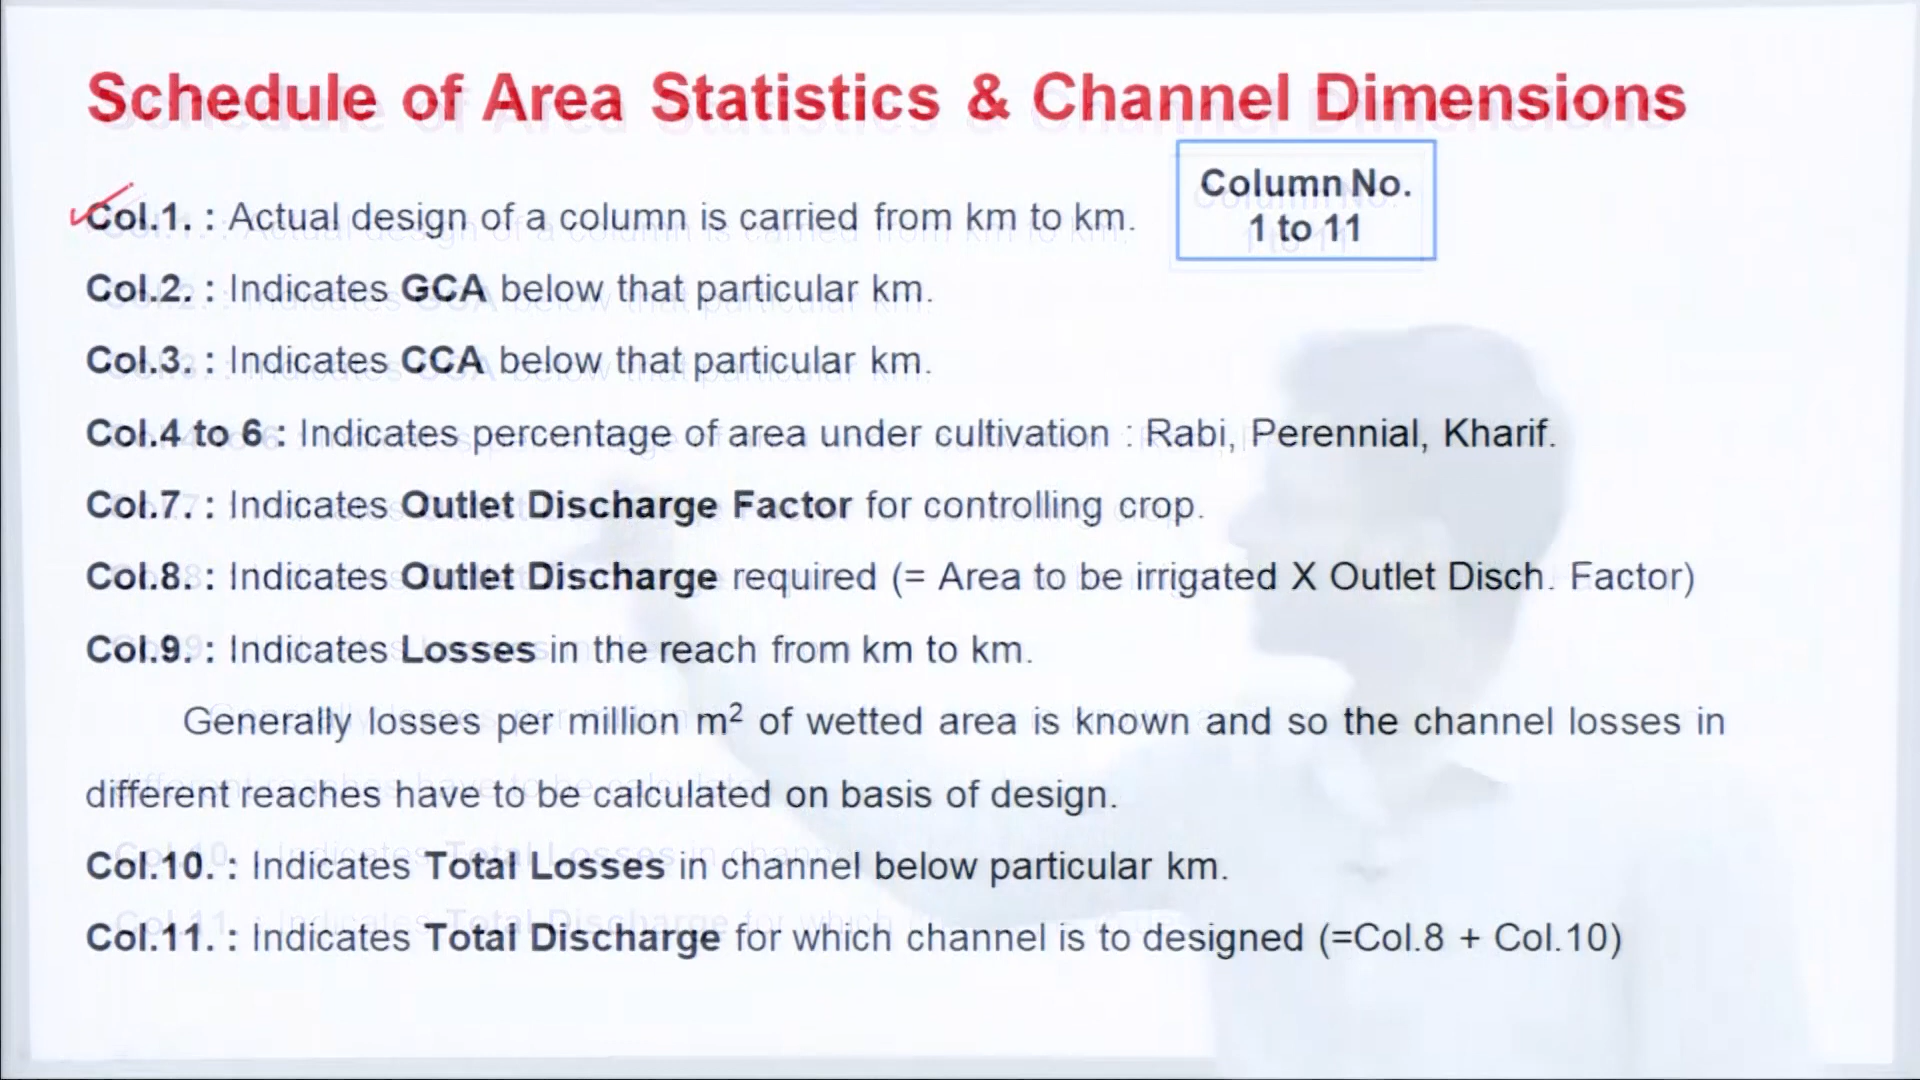 Schedule of Area Statistics & Channel Dimensions
Column No.
1 to 11
Col.1. : Actual design of a column is carried from km to km.
Col.2. : Indicates GCA below that particular km.
Col.3. : Indicates CCA below that particular km.
Col.4 to 6 : Indicates percentage of area under cultivation : Rabi, Perennial, Kharif.
Col.7. : Indicates Outlet Discharge Factor for controlling crop.
Col.8. : Indicates Outlet Discharge required (= Area to be irrigated X Outlet Disch. Factor)
Col.9. : Indicates Losses in the reach from km to km.
Generally losses per million m² of wetted area is known and so the channel losses in
different reaches have to be calculated on basis of design.
Col.10. : Indicates Total Losses in channel below particular km.
Col.11. : Indicates Total Discharge for which channel is to designed (=Col.8 + Col.10)